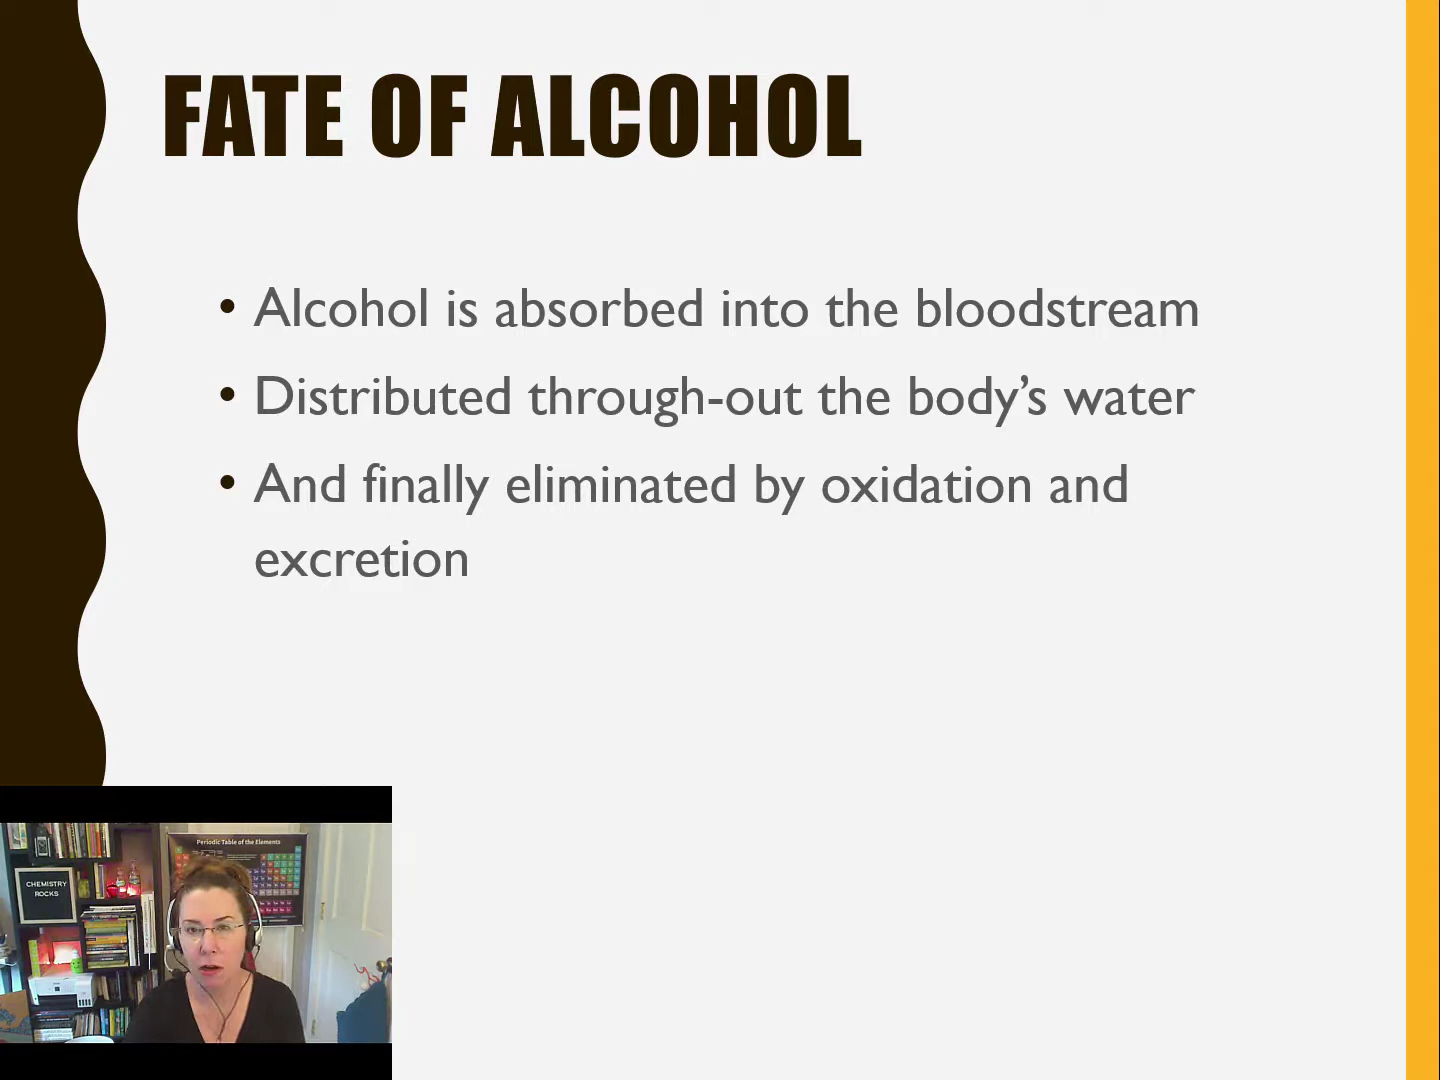 FATE OF ALCOHOL
• Alcohol is absorbed into the bloodstream
• Distributed through-out the body’s water
• And finally eliminated by oxidation and
excretion
Periodic Table of the Elements
CHEMISTRY
ROCKS